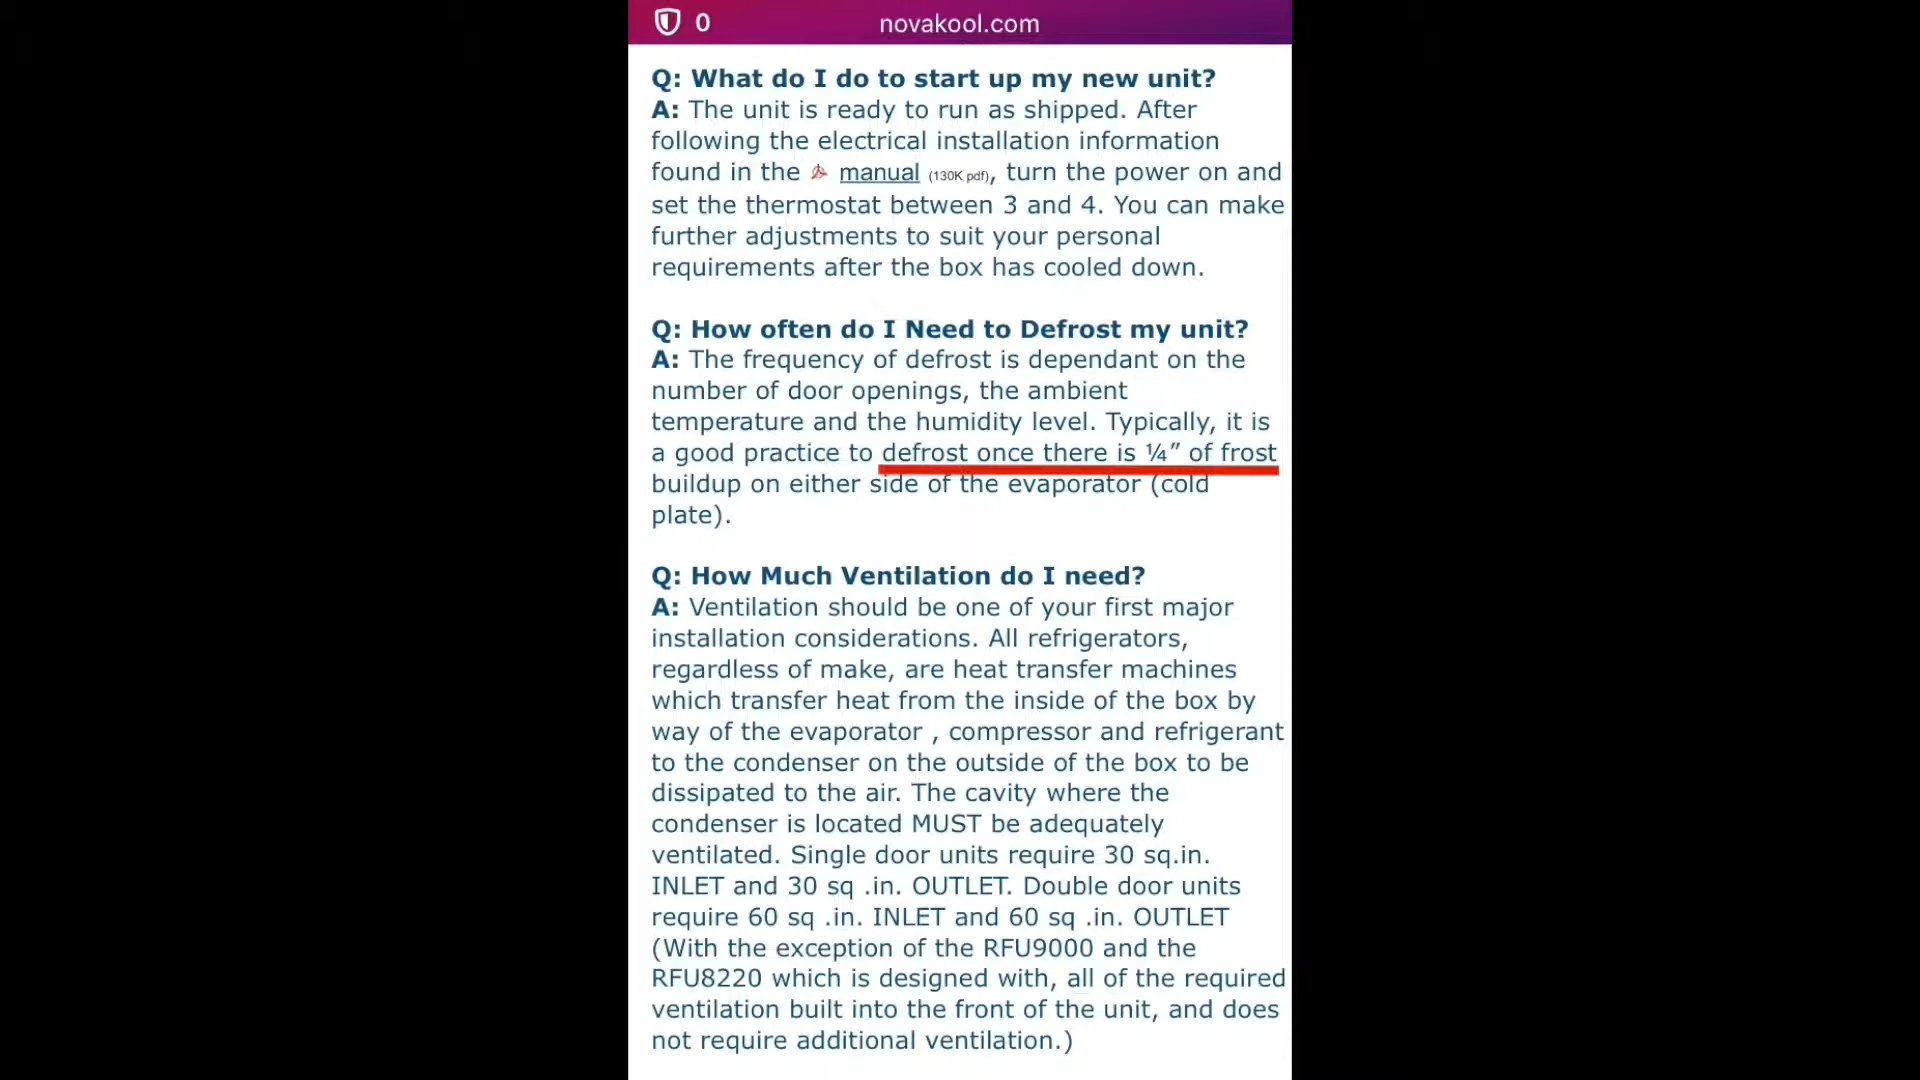 0 novakool.com
Q: What do I do to start up my new unit?
A: The unit is ready to run as shipped. After
following the electrical installation information
found in the manual (130K pdf), turn the power on and
set the thermostat between 3 and 4. You can make
further adjustments to suit your personal
requirements after the box has cooled down.
Q: How often do I Need to Defrost my unit?
A: The frequency of defrost is dependant on the
number of door openings, the ambient
temperature and the humidity level. Typically, it is
a good practice to defrost once there is ¼” of frost
buildup on either side of the evaporator (cold
plate).
Q: How Much Ventilation do I need?
A: Ventilation should be one of your first major
installation considerations. All refrigerators,
regardless of make, are heat transfer machines
which transfer heat from the inside of the box by
way of the evaporator , compressor and refrigerant
to the condenser on the outside of the box to be
dissipated to the air. The cavity where the
condenser is located MUST be adequately
ventilated. Single door units require 30 sq.in.
INLET and 30 sq .in. OUTLET. Double door units
require 60 sq .in. INLET and 60 sq .in. OUTLET
(With the exception of the RFU9000 and the
RFU8220 which is designed with, all of the required
ventilation built into the front of the unit, and does
not require additional ventilation.)